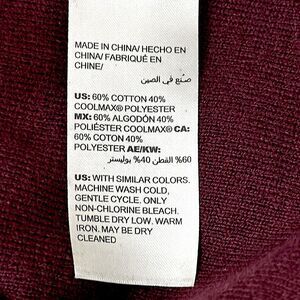 MADE IN CHINA/ HECHO EN
CHINA/ FABRIQUÉ EN
CHINE/
صنع في الصين
US: 60% COTTON 40%
COOLMAX® POLYESTER
MX: 60% ALGODÓN 40%
POLIÉSTER COOLMAX® CA:
60% COTON 40%
POLYESTER AE/KW:
60% القطن 40% بوليستر
US: WITH SIMILAR COLORS.
MACHINE WASH COLD,
GENTLE CYCLE. ONLY
NON-CHLORINE BLEACH.
TUMBLE DRY LOW. WARM
IRON. MAY BE DRY
CLEANED